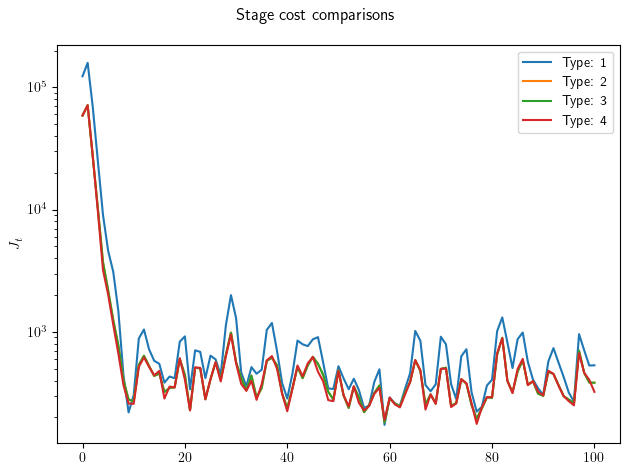 Stage cost comparisons
10^5
10^4
10^3
J_t
Type: 1
Type: 2
Type: 3
Type: 4
0 20 40 60 80 100